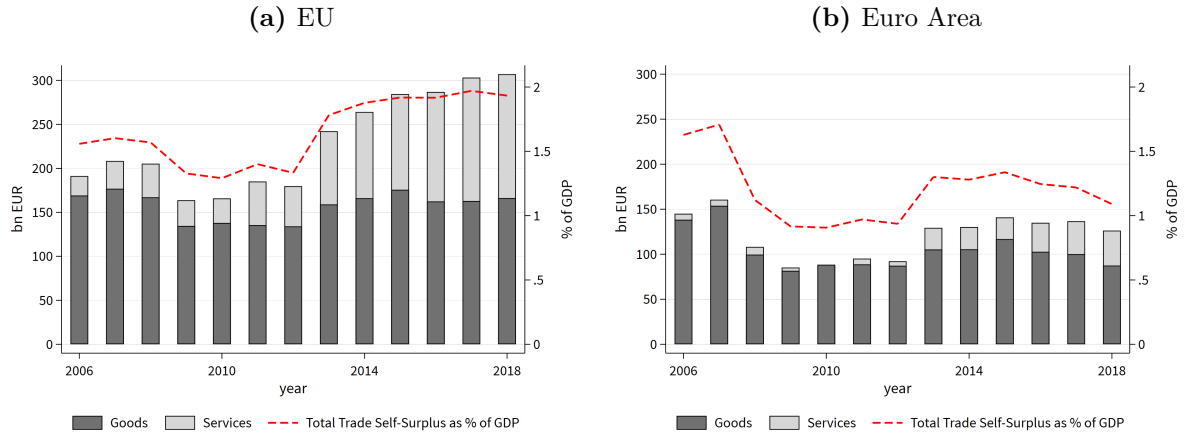 (a) EU
300
250
200
150
100
50
0
bn EUR
2
1.5
1
.5
0
% of GDP
2006
2010
2014
2018
year
Goods
Services
Total Trade Self-Surplus as % of GDP
(b) Euro Area
300
250
200
150
100
50
0
bn EUR
2
1.5
1
.5
0
% of GDP
2006
2010
2014
2018
year
Goods
Services
Total Trade Self-Surplus as % of GDP